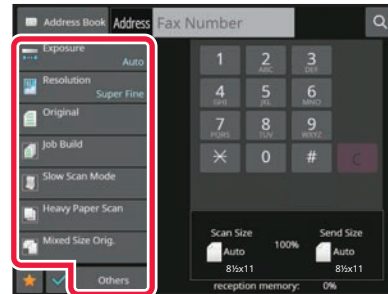 Address Book Address Fax Number
Exposure
Auto
Resolution
Super Fine
Original
Job Build
Slow Scan Mode
Heavy Paper Scan
Mixed Size Orig.
Others
1 2 3
ABC DEF
4 5 6
GHI JKL MNO
7 8 9
PQRS TUV WXYZ
0 # C
Scan Size Send Size
Auto 100% Auto
8½x11 8½x11
reception memory: 0%